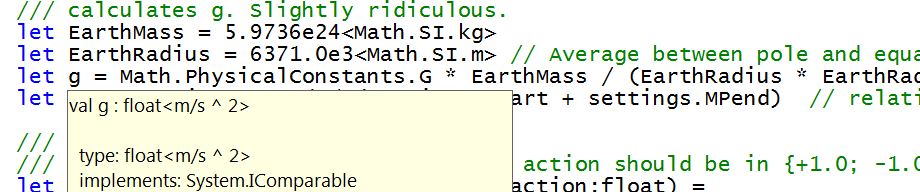 /// calculates g. Slightly ridiculous.
let EarthMass = 5.9736e24<Math.SI.kg>
let EarthRadius = 6371.0e3<Math.SI.m> // Average between pole and equa
let g = Math.PhysicalConstants.G * EarthMass / (EarthRadius * EarthRad
let art + settings.MPend) // relati
val g : float<m/s ^ 2>
///
type: float<m/s ^ 2>
/// action should be in {+1.0; -1.0
implements: System.IComparable
let action:float) =